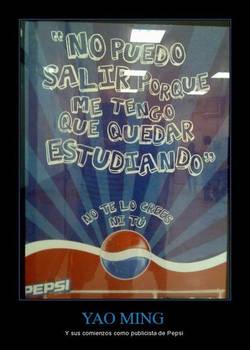 "NO PUEDO
SALIR PORQUE
ME TENGO
QUE QUEDAR
ESTUDIANDO"
NO TE LO CREES
NI TÚ
PEPSI
YAO MING
Y sus comienzos como publicista de Pepsi